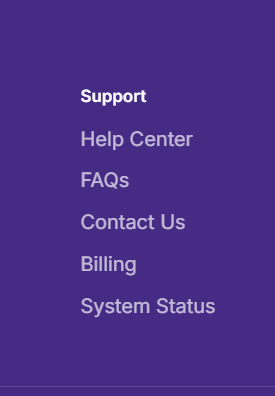 Support
Help Center
FAQs
Contact Us
Billing
System Status